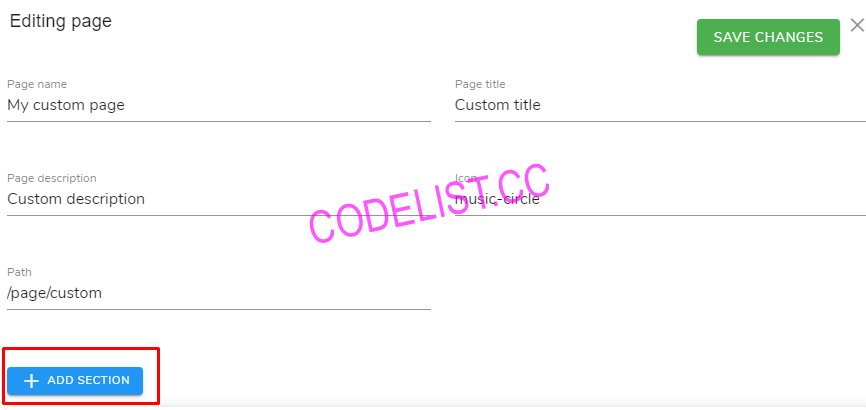 Editing page
SAVE CHANGES
Page name
Page title
My custom page
Custom title
Page description
Icon
Custom description
music-circle
CODELIST.CC
Path
/page/custom
ADD SECTION